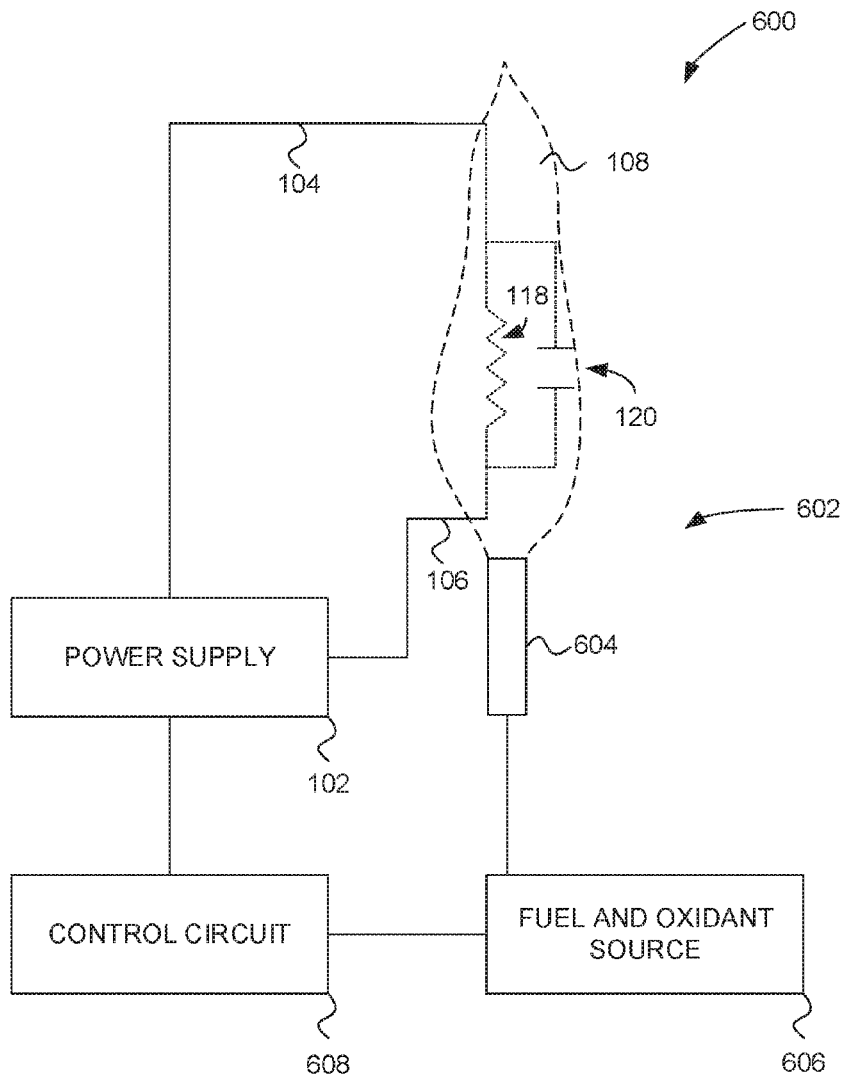 600
104
108
118
120
602
106
604
POWER SUPPLY
102
CONTROL CIRCUIT
FUEL AND OXIDANT
SOURCE
608
606